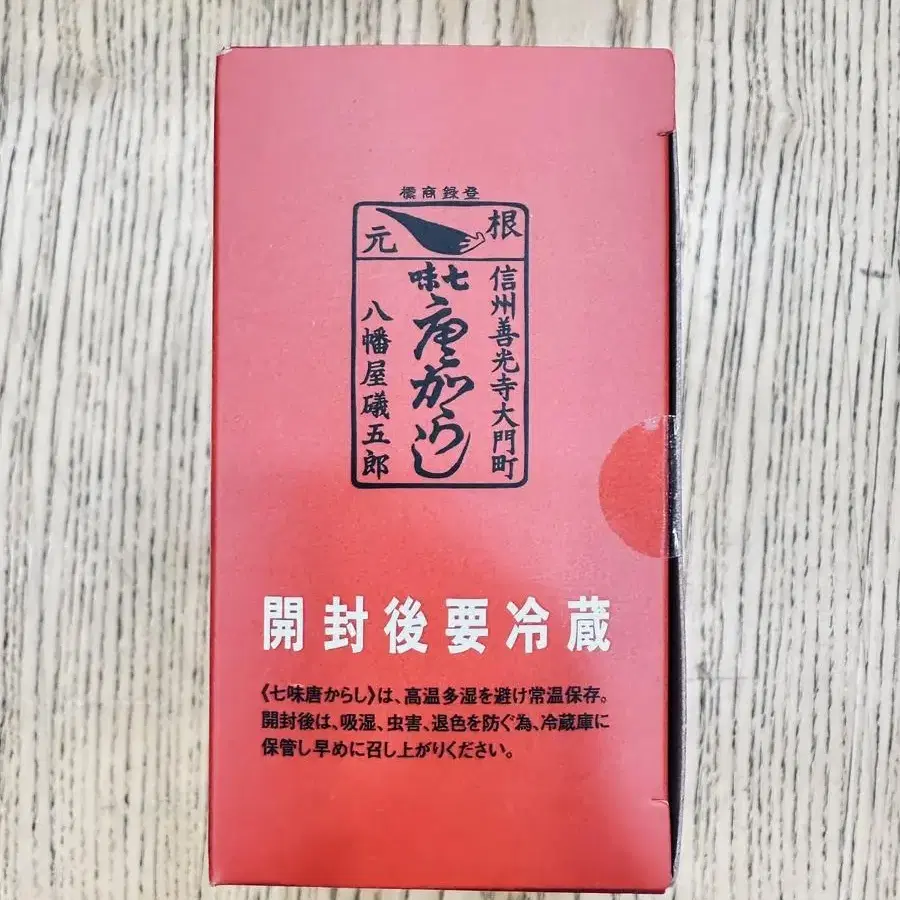 標商録登
根
元
信州善光寺大門町
七味
唐がらし
八幡屋礒五郎
開封後要冷蔵
《七味唐からし》は、高温多湿を避け常温保存。
開封後は、吸湿、虫害、退色を防ぐ為、冷蔵庫に
保管し早めに召し上がりください。